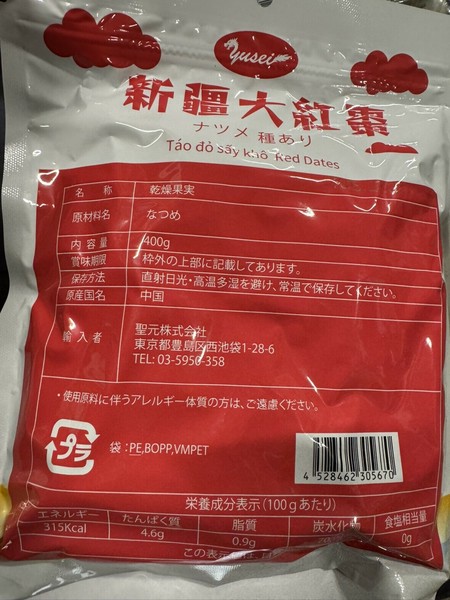 Yusei
新疆大紅棗
ナツメ 種あり
Táo đỏ sấy khô Red Dates
名 称 乾燥果実
原材料名 なつめ
内 容 量 400g
賞味期限 枠外の上部に記載してあります。
保存方法 直射日光・高温多湿を避け、常温で保存してください。
原産国名 中国
輸 入 者 聖元株式会社
東京都豊島区西池袋1-28-6
TEL: 03-5950-358
・使用原料に伴うアレルギー体質の方は、ご遠慮ください。
プラ
袋:PE,BOPP,VMPET
4 528462 305670
栄養成分表示(100gあたり)
エネルギー たんぱく質 脂質 炭水化物 食塩相当量
315Kcal 4.6g 0.9g 0g
この表示